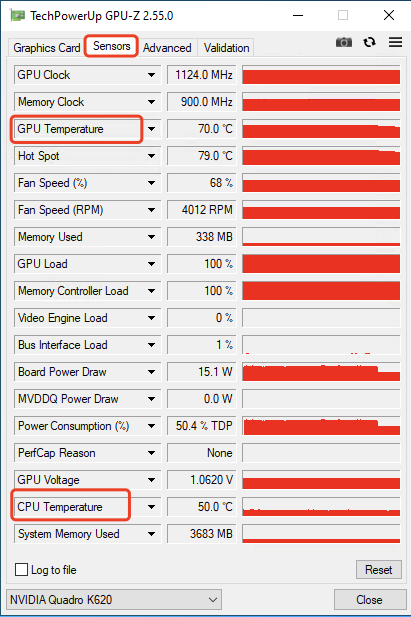 TechPowerUp GPU-Z 2.55.0
Graphics Card Sensors Advanced Validation
GPU Clock 1124.0 MHz
Memory Clock 900.0 MHz
GPU Temperature 70.0 °C
Hot Spot 79.0 °C
Fan Speed (%) 68 %
Fan Speed (RPM) 4012 RPM
Memory Used 338 MB
GPU Load 100 %
Memory Controller Load 100 %
Video Engine Load 0 %
Bus Interface Load 1 %
Board Power Draw 15.1 W
MVDDQ Power Draw 0.0 W
Power Consumption (%) 50.4 % TDP
PerfCap Reason None
GPU Voltage 1.0620 V
CPU Temperature 50.0 °C
System Memory Used 3683 MB
Log to file Reset
NVIDIA Quadro K620 Close